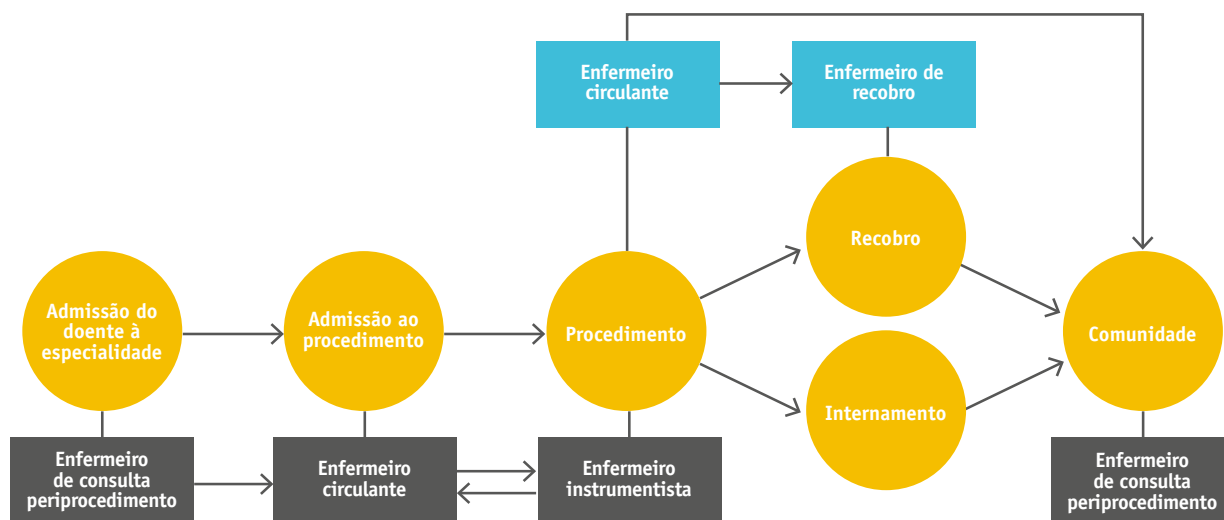 Enfermeiro
circulante
Enfermeiro de
recobro
Recobro
Admissão do
doente à
especialidade
Admissão ao
procedimento
Procedimento
Comunidade
Internamento
Enfermeiro
de consulta
periprocedimento
Enfermeiro
circulante
Enfermeiro
instrumentista
Enfermeiro
de consulta
periprocedimento